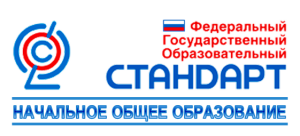 Федеральный
Государственный
Образовательный
СТАНДАРТ
НАЧАЛЬНОЕ ОБЩЕЕ ОБРАЗОВАНИЕ